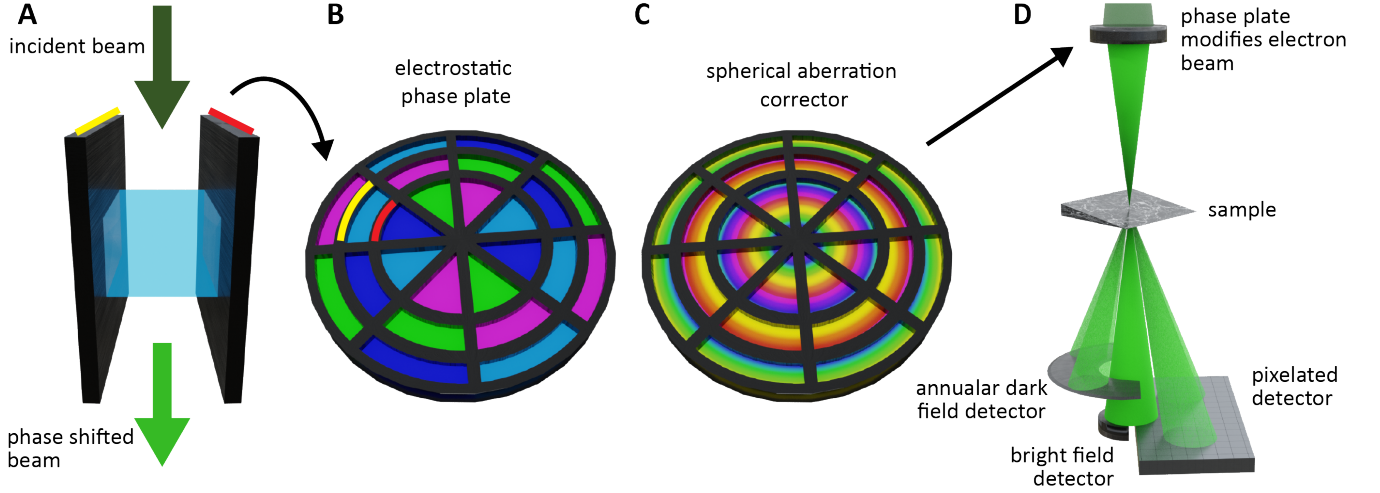 A
incident beam
phase shifted
beam
B
electrostatic
phase plate
C
spherical aberration
corrector
D
phase plate
modifies electron
beam
sample
annualar dark
field detector
bright field
detector
pixelated
detector